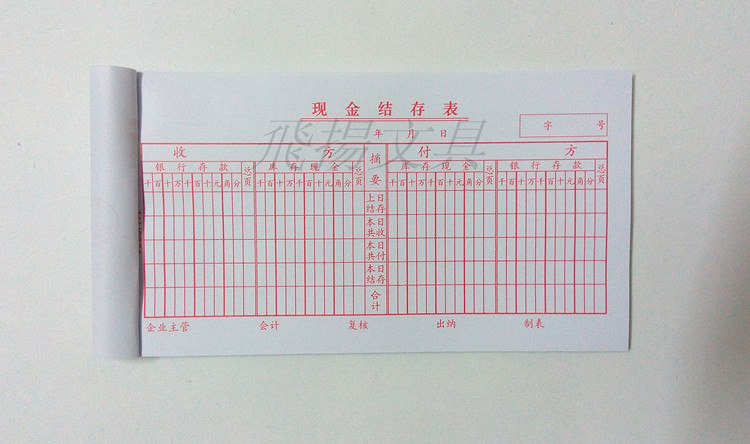 现金结存表
飛揚文具
年 月 日
字 号
收 方 摘要 付 方
银行存款 总页 库存现金 总页 库存现金 总页 银行存款 总页
千百十万千百十元角分 千百十万千百十元角分 千百十万千百十元角分 千百十万千百十元角分
上日结存
本日共收
本日共付
本日结存
合计
企业主管 会计 复核 出纳 制表